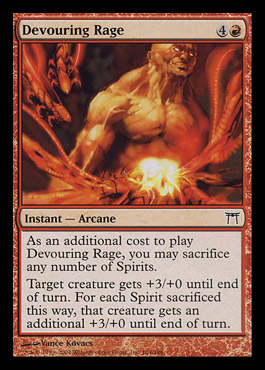 Devouring Rage 4
Instant — Arcane
As an additional cost to play
Devouring Rage, you may sacrifice
any number of Spirits.
Target creature gets +3/+0 until end
of turn. For each Spirit sacrificed
this way, that creature gets an
additional +3/+0 until end of turn.
Vance Kovacs